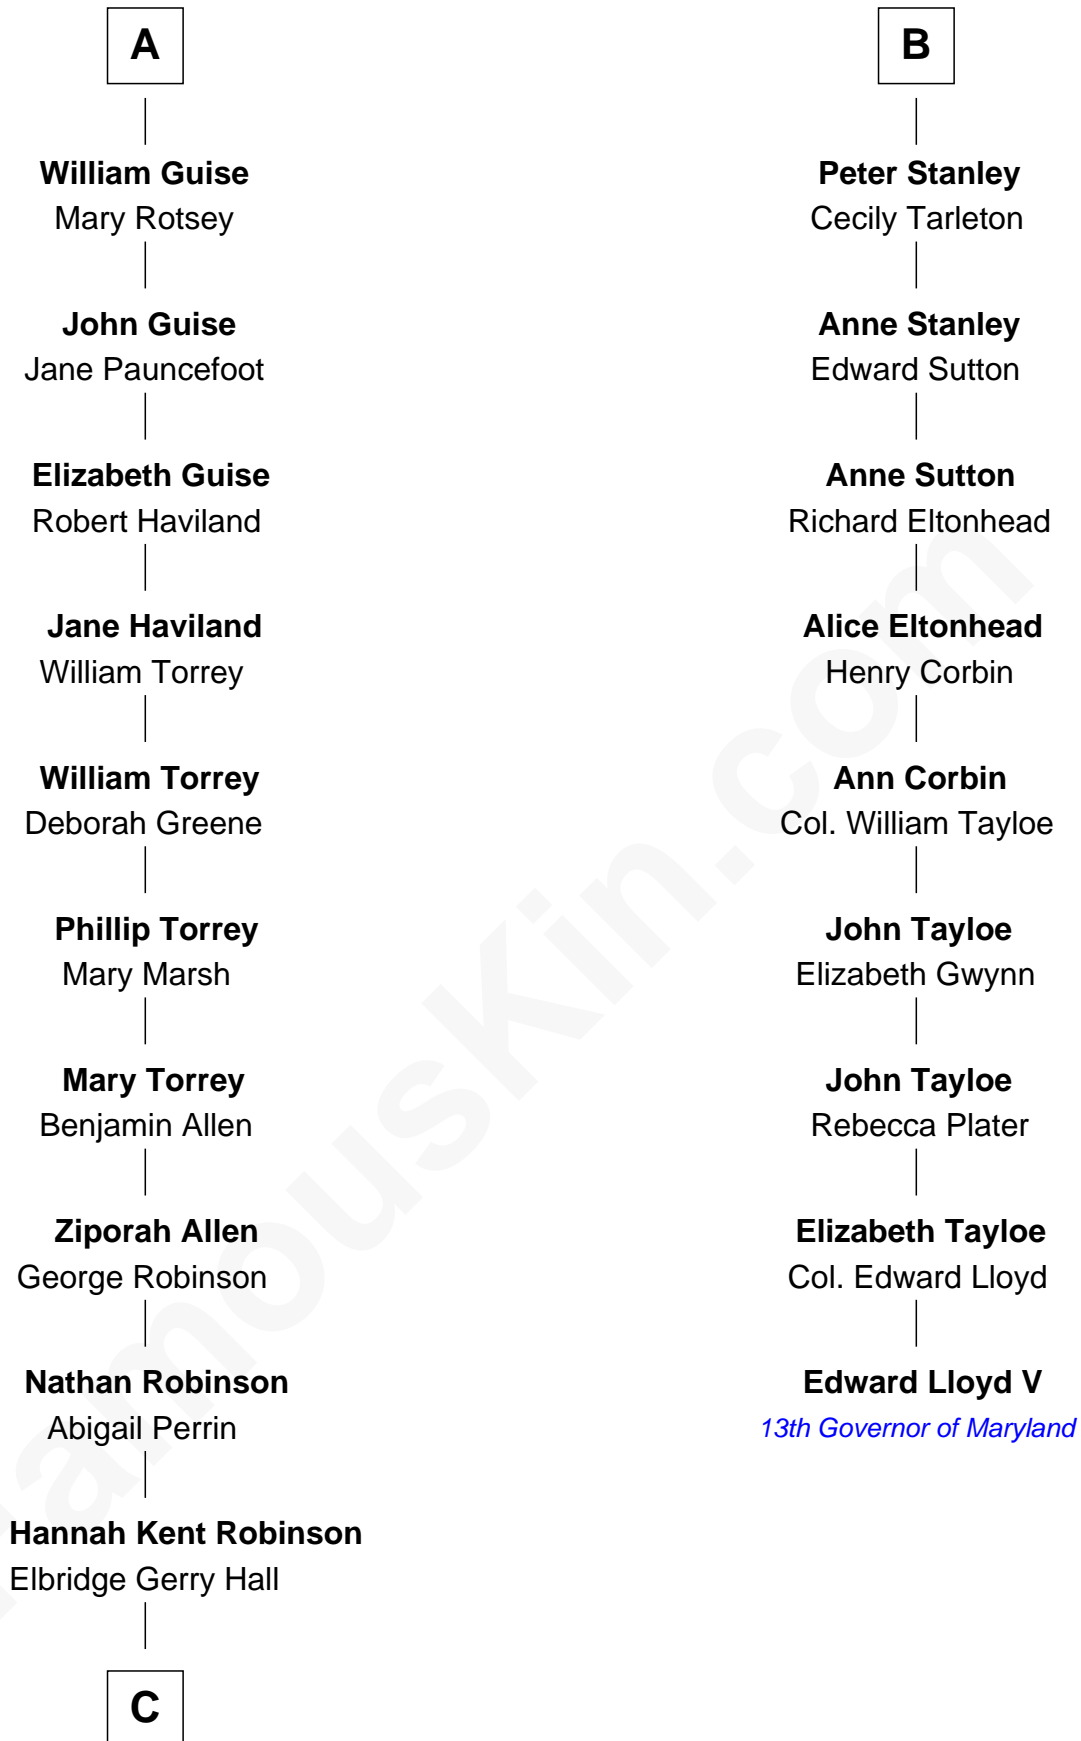 A
William Guise
Mary Rotsey
John Guise
Jane Pauncefoot
Elizabeth Guise
Robert Haviland
Jane Haviland
William Torrey
William Torrey
Deborah Greene
Phillip Torrey
Mary Marsh
Mary Torrey
Benjamin Allen
Ziporah Allen
George Robinson
Nathan Robinson
Abigail Perrin
Hannah Kent Robinson
Elbridge Gerry Hall
C
B
Peter Stanley
Cecily Tarleton
Anne Stanley
Edward Sutton
Anne Sutton
Richard Eltonhead
Alice Eltonhead
Henry Corbin
Ann Corbin
Col. William Tayloe
John Tayloe
Elizabeth Gwynn
John Tayloe
Rebecca Plater
Elizabeth Tayloe
Col. Edward Lloyd
Edward Lloyd V
13th Governor of Maryland
FamousKin.com